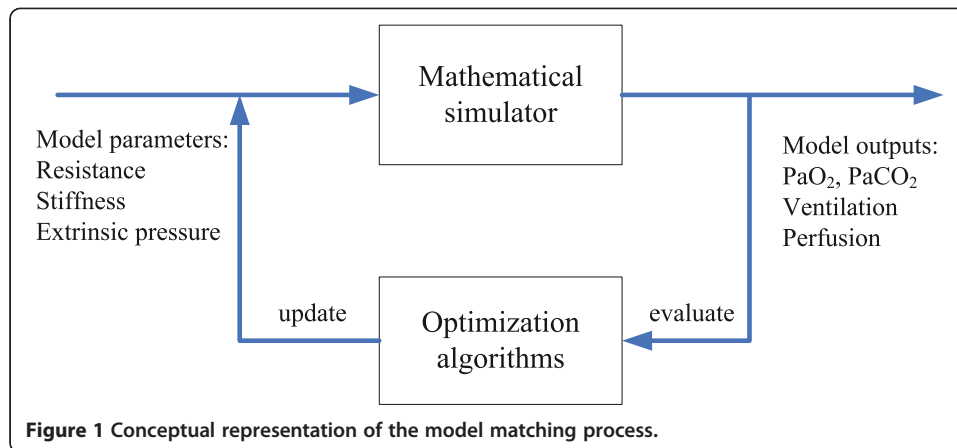 Mathematical
simulator
Model parameters:
Resistance
Stiffness
Extrinsic pressure
Model outputs:
PaO₂, PaCO₂
Ventilation
Perfusion
update
Optimization
algorithms
evaluate
Figure 1 Conceptual representation of the model matching process.